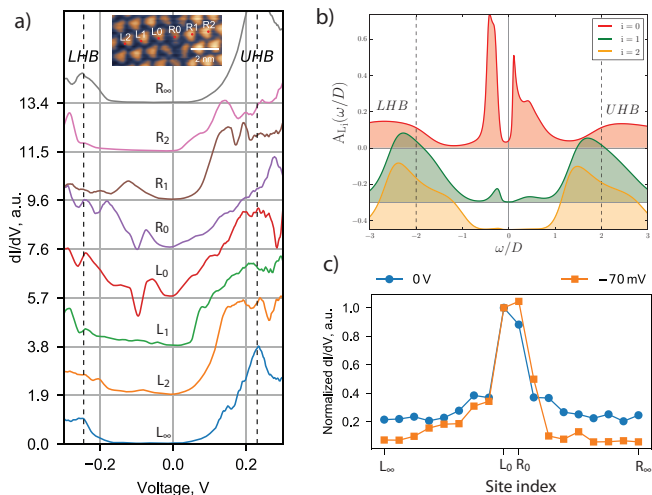 a)
L2 L1 L0 R0 R1 R2
2 nm
LHB
UHB
R∞
R2
R1
R0
L0
L1
L2
L∞
13.4
11.5
9.6
7.6
5.7
3.8
1.9
0.0
dI/dV, a.u.
−0.2 0.0 0.2
Voltage, V
b)
i = 0
i = 1
i = 2
LHB
UHB
0.6
0.4
0.2
0.0
−0.2
−0.4
A_{L_i}(ω/D)
−3 −2 −1 0 1 2 3
ω/D
c)
0 V
−70 mV
1.0
0.8
0.6
0.4
0.2
Normalized dI/dV, a.u.
L∞ L0 R0 R∞
Site index